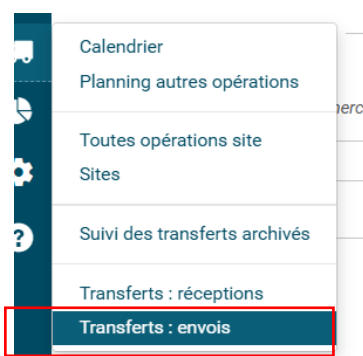 Calendrier
Planning autres opérations
Toutes opérations site
Sites
Suivi des transferts archivés
Transferts : réceptions
Transferts : envois